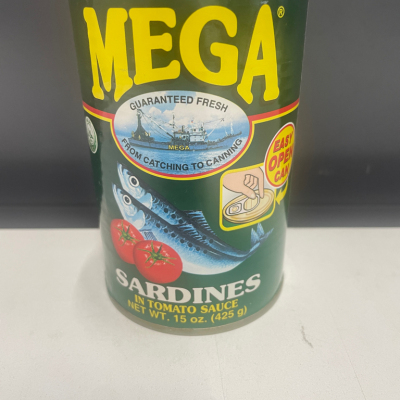 MEGA®
GUARANTEED FRESH
MEGA
FROM CATCHING TO CANNING
EASY
OPEN
CAN
SARDINES
IN TOMATO SAUCE
NET WT. 15 oz. (425 g)